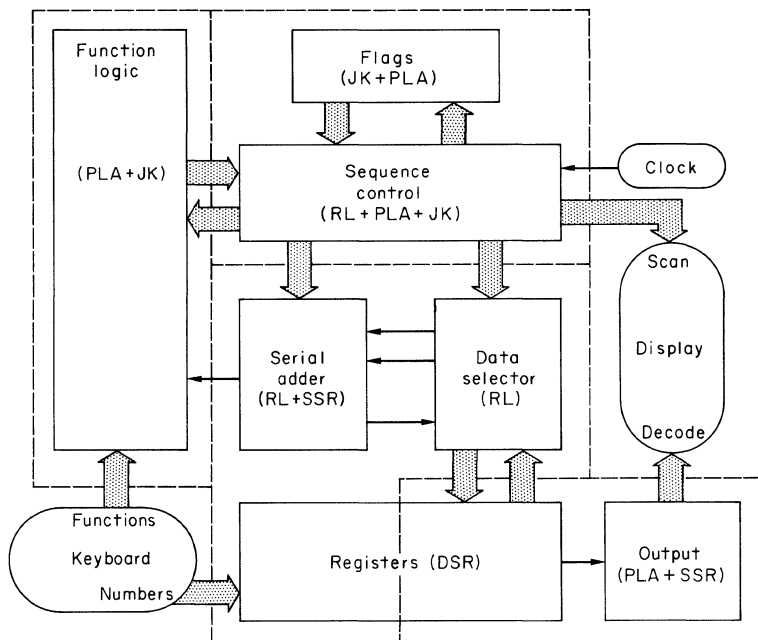 Function
logic
(PLA+JK)
Flags
(JK+PLA)
Sequence
control
(RL+PLA+JK)
Clock
Scan
Display
Decode
Serial
adder
(RL+SSR)
Data
selector
(RL)
Functions
Keyboard
Numbers
Registers (DSR)
Output
(PLA+SSR)